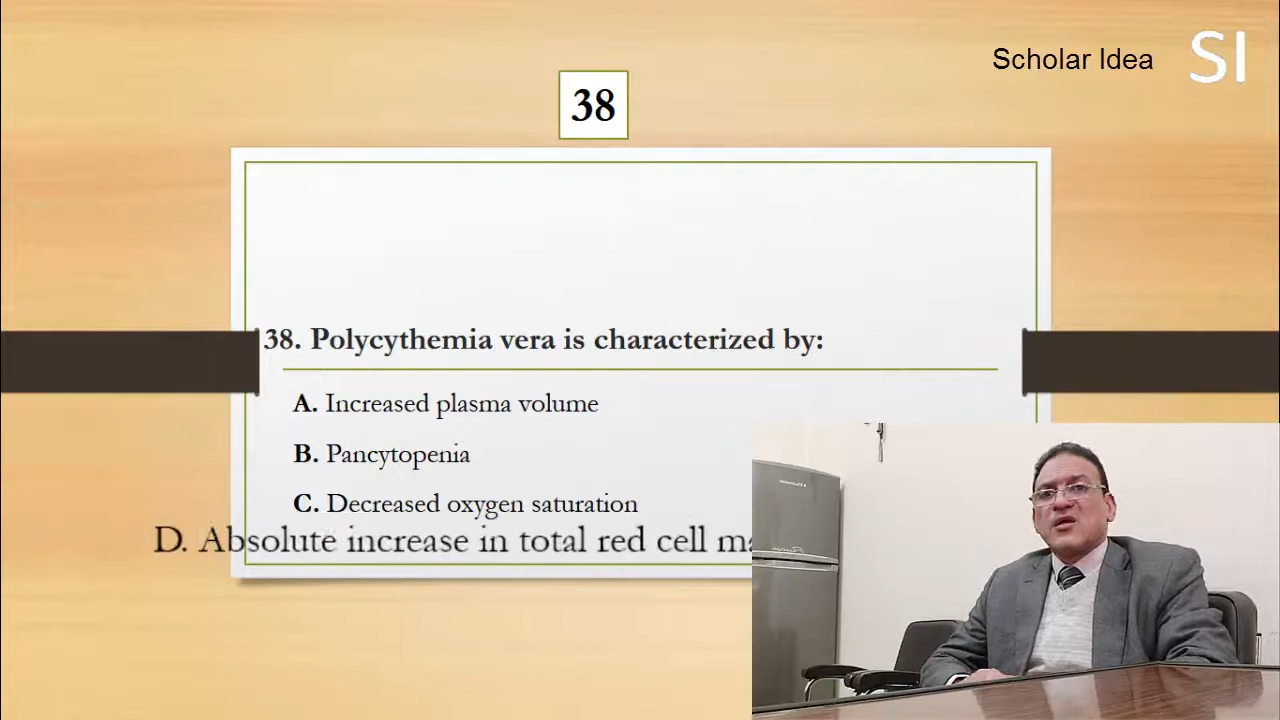 Scholar Idea SI
38
38. Polycythemia vera is characterized by:
A. Increased plasma volume
B. Pancytopenia
C. Decreased oxygen saturation
D. Absolute increase in total red cell